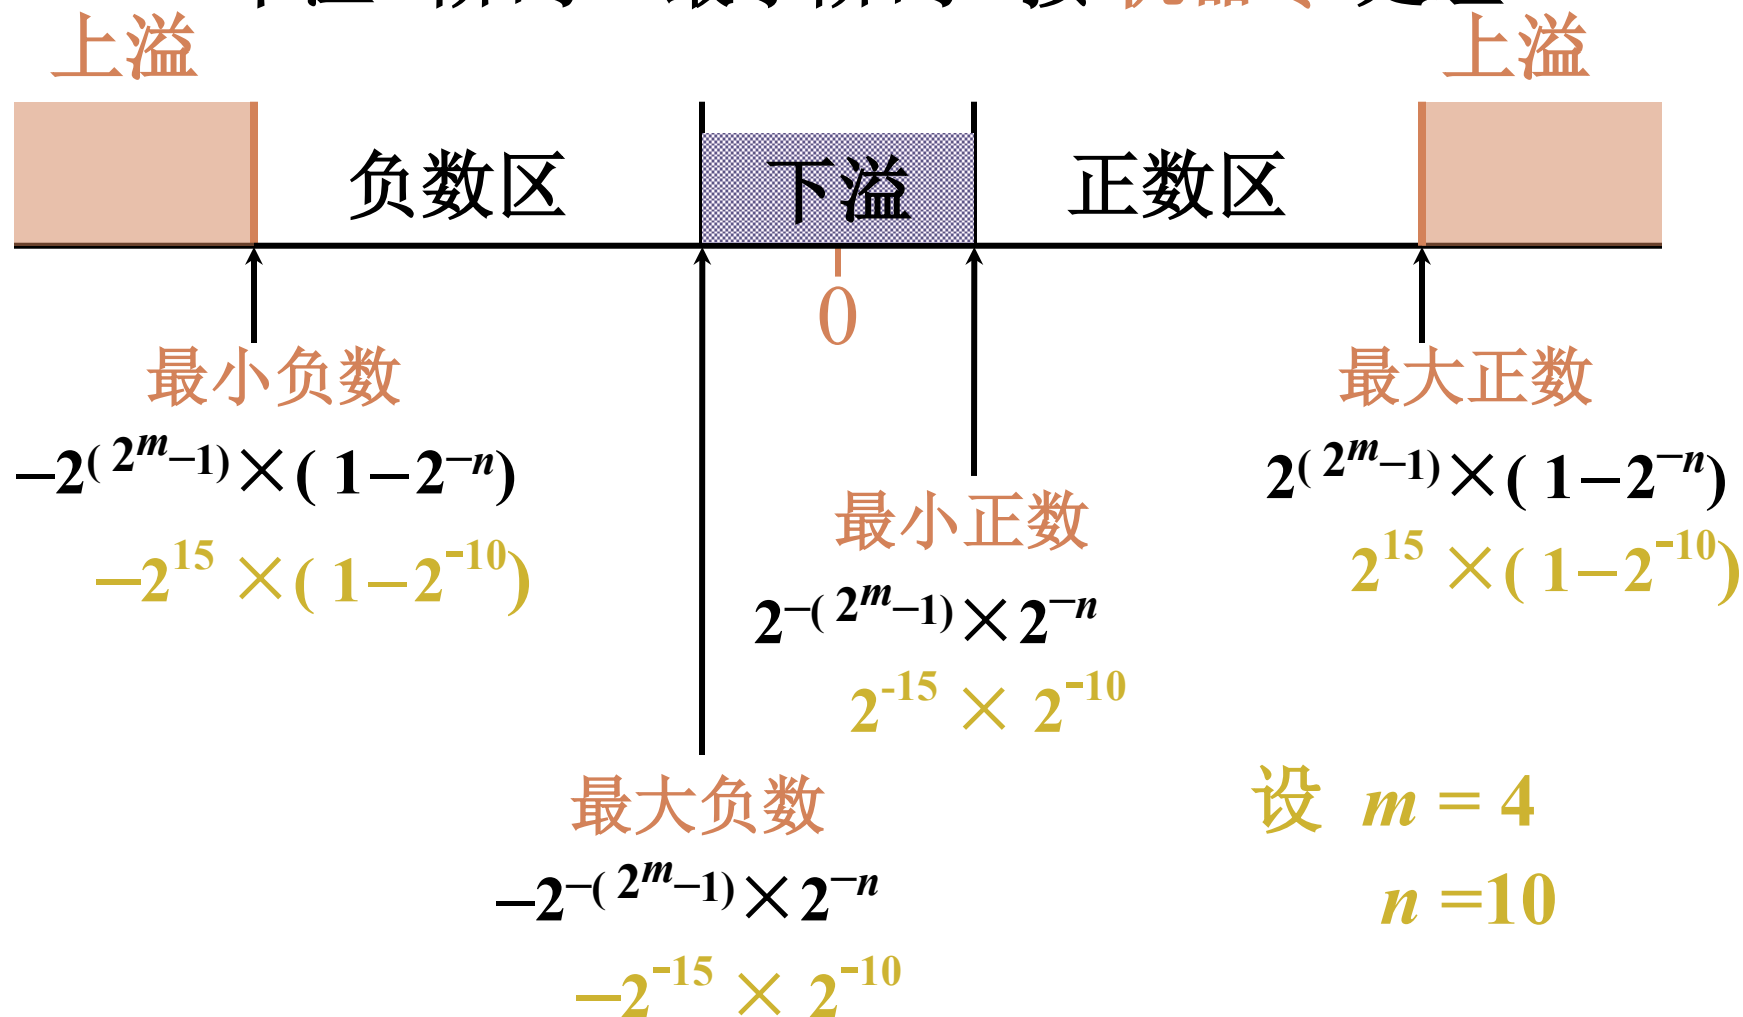 上溢 上溢
负数区 下溢 正数区
0
最小负数 最大正数
−2^(2^m−1)×(1−2^−n) 2^(2^m−1)×(1−2^−n)
最小正数
−2^15 ×(1−2^-10) 2^15 ×(1−2^-10)
2^−(2^m−1)×2^−n
2^-15 × 2^-10
最大负数 设 m = 4
−2^−(2^m−1)×2^−n n =10
−2^-15 × 2^-10